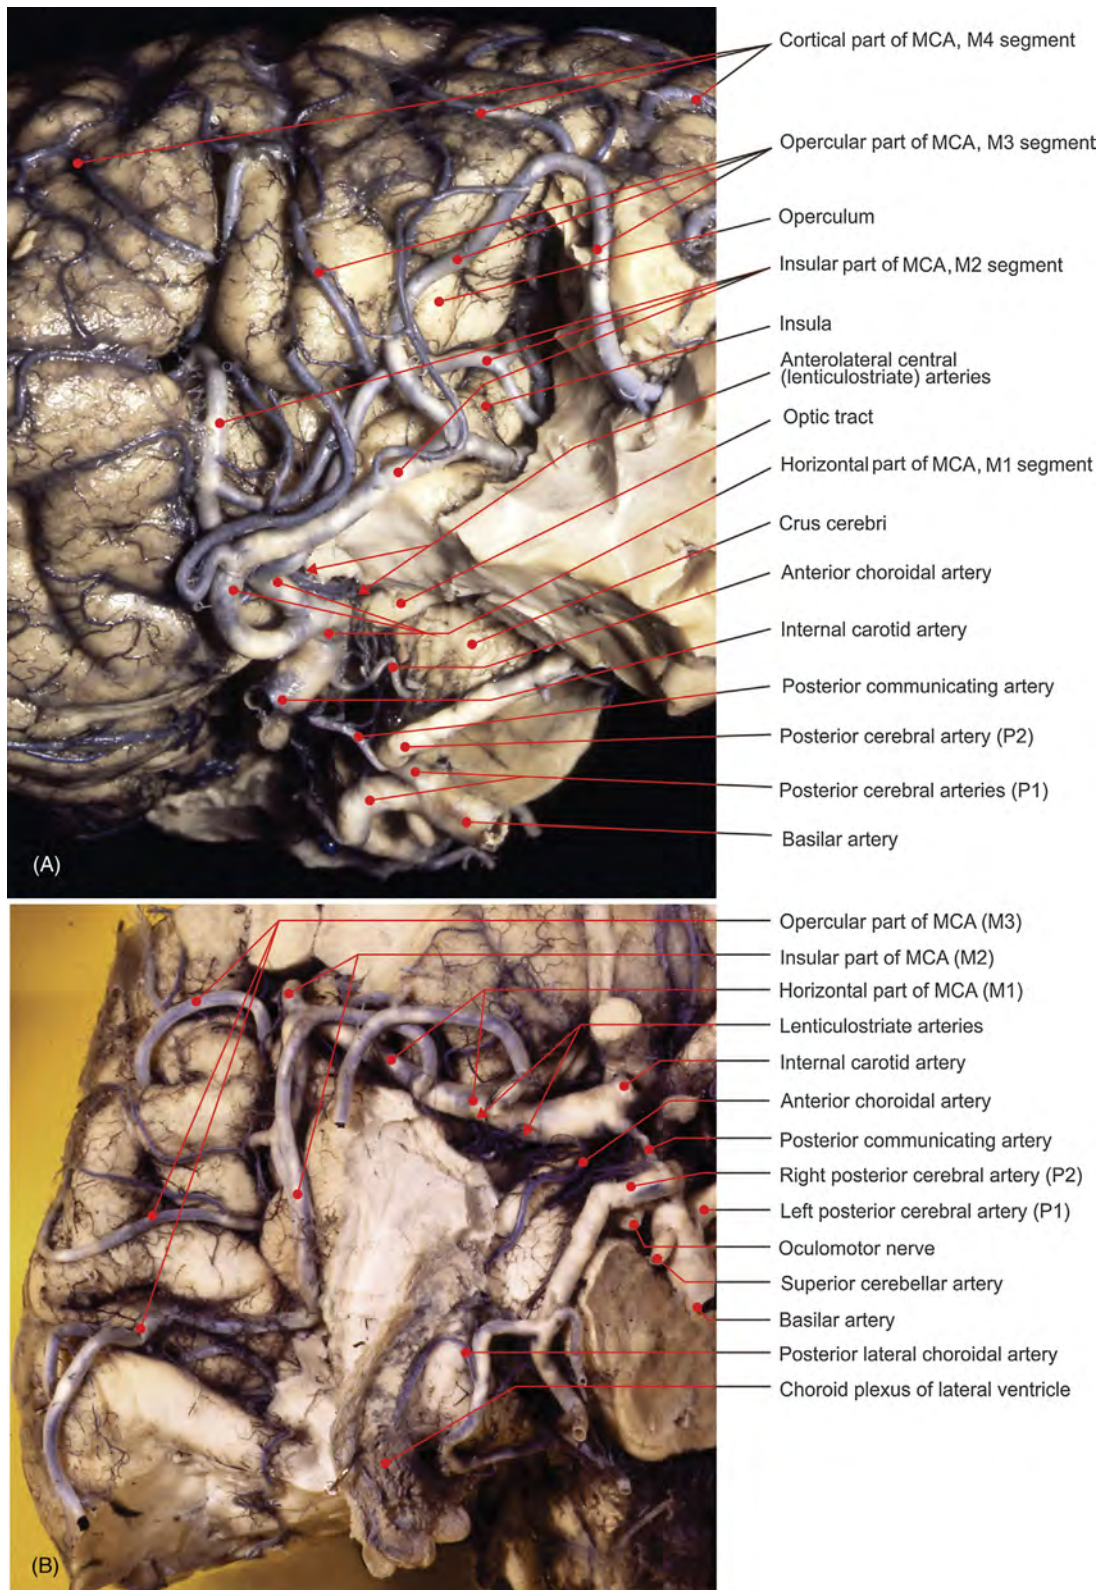 Cortical part of MCA, M4 segment
Opercular part of MCA, M3 segment
Operculum
Insular part of MCA, M2 segment
Insula
Anterolateral central
(lenticulostriate) arteries
Optic tract
Horizontal part of MCA, M1 segment
Crus cerebri
Anterior choroidal artery
Internal carotid artery
Posterior communicating artery
Posterior cerebral artery (P2)
Posterior cerebral arteries (P1)
Basilar artery
(A)
Opercular part of MCA (M3)
Insular part of MCA (M2)
Horizontal part of MCA (M1)
Lenticulostriate arteries
Internal carotid artery
Anterior choroidal artery
Posterior communicating artery
Right posterior cerebral artery (P2)
Left posterior cerebral artery (P1)
Oculomotor nerve
Superior cerebellar artery
Basilar artery
Posterior lateral choroidal artery
Choroid plexus of lateral ventricle
(B)